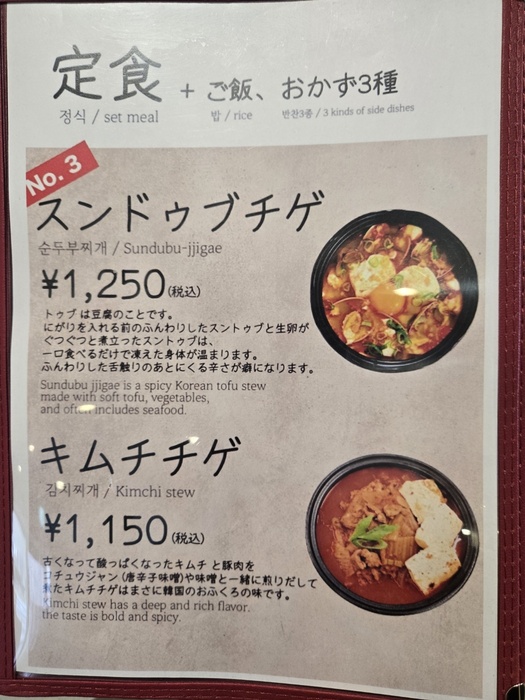 定食 + ご飯、おかず3種
정식 / set meal 밥 / rice 반찬3종 / 3 kinds of side dishes
No. 3
スンドゥブチゲ
순두부찌개 / Sundubu-jjigae
¥1,250(税込)
トゥブ は豆腐のことです。
にがりを入れる前のふんわりしたスントゥブと生卵が
ぐつぐつと煮立ったスントゥブは、
一口食べるだけで凍えた身体が温まります。
ふんわりした舌触りのあとにくる辛さが癖になります。
Sundubu jjigae is a spicy Korean tofu stew
made with soft tofu, vegetables,
and often includes seafood.
キムチチゲ
김치찌개 / Kimchi stew
¥1,150(税込)
古くなって酸っぱくなったキムチ と豚肉を
コチュウジャン (唐辛子味噌)や味噌と一緒に煎りだして
煮たキムチチゲはまさに韓国のおふくろの味です。
Kimchi stew has a deep and rich flavor.
the taste is bold and spicy.